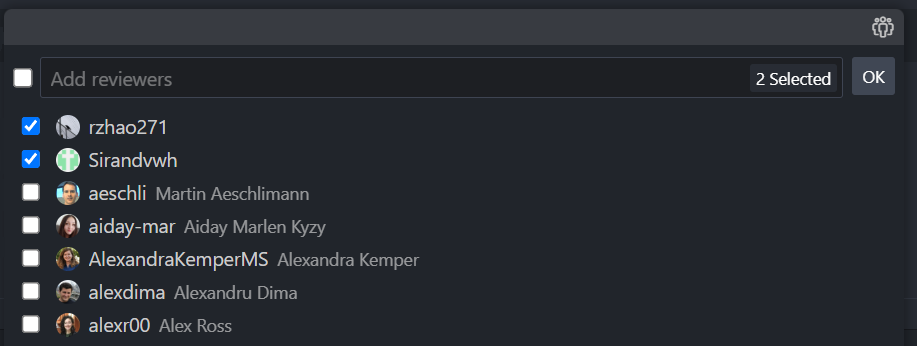 Add reviewers 2 Selected OK
rzhao271
Sirandvwh
aeschli Martin Aeschlimann
aiday-mar Aiday Marlen Kyzy
AlexandraKemperMS Alexandra Kemper
alexdima Alexandru Dima
alexr00 Alex Ross